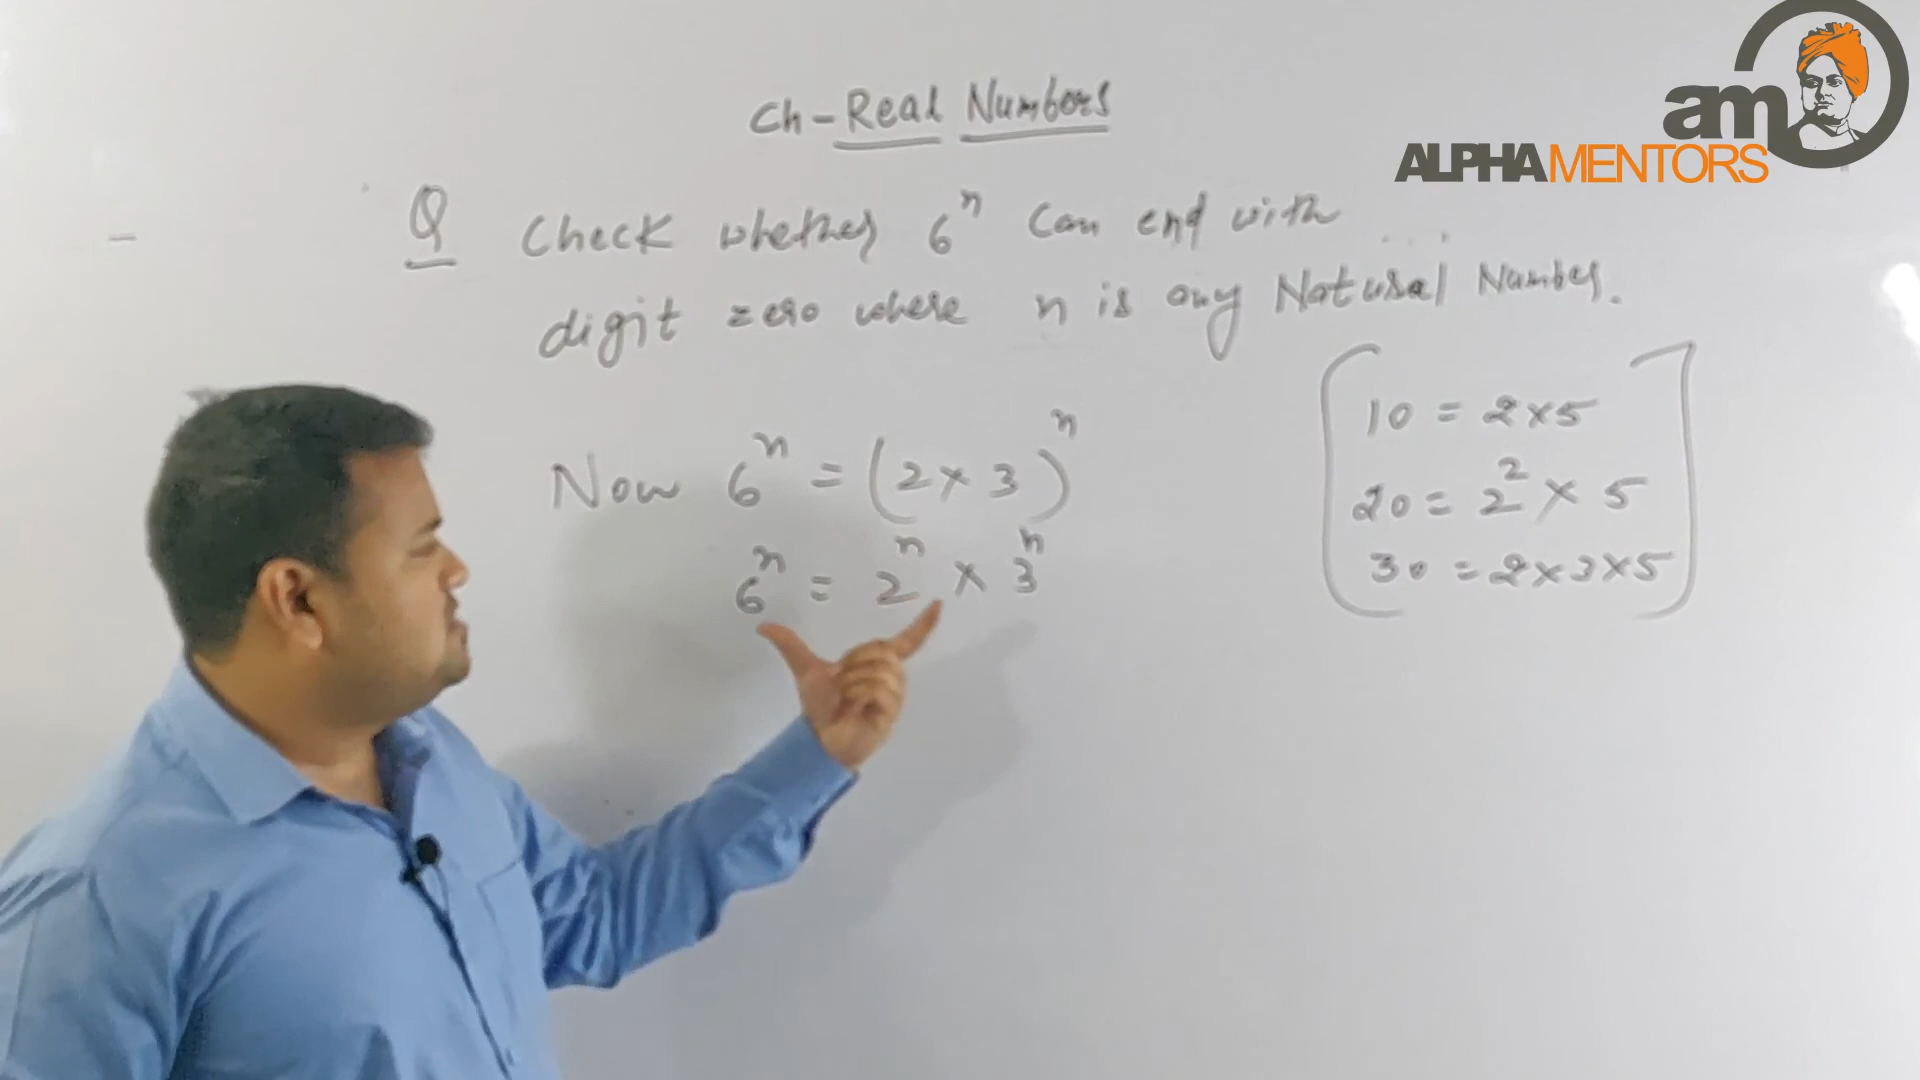 am
ALPHAMENTORS
Ch-Real Numbers
Q Check whether 6ⁿ Can end with
digit zero where n is any Natural Number.
Now 6ⁿ = (2 × 3)ⁿ
6ⁿ = 2ⁿ × 3ⁿ
10 = 2×5
20 = 2² × 5
30 = 2×3×5